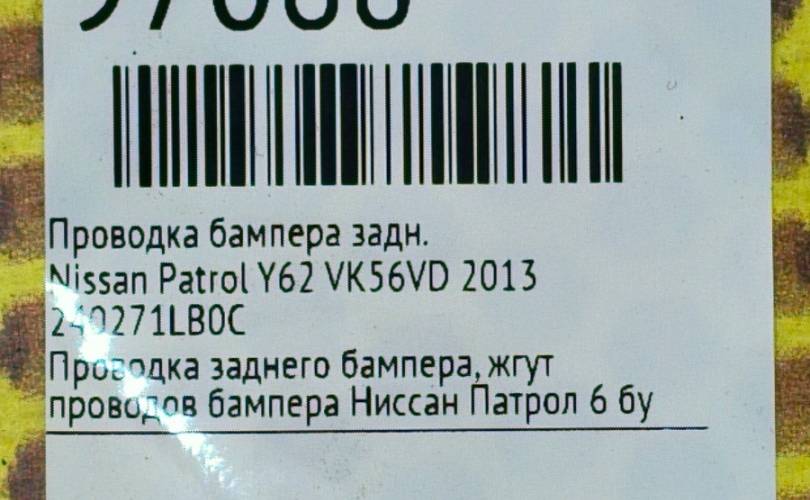 Проводка бампера задн.
Nissan Patrol Y62 VK56VD 2013
240271LB0C
Проводка заднего бампера, жгут
проводов бампера Ниссан Патрол 6 бу